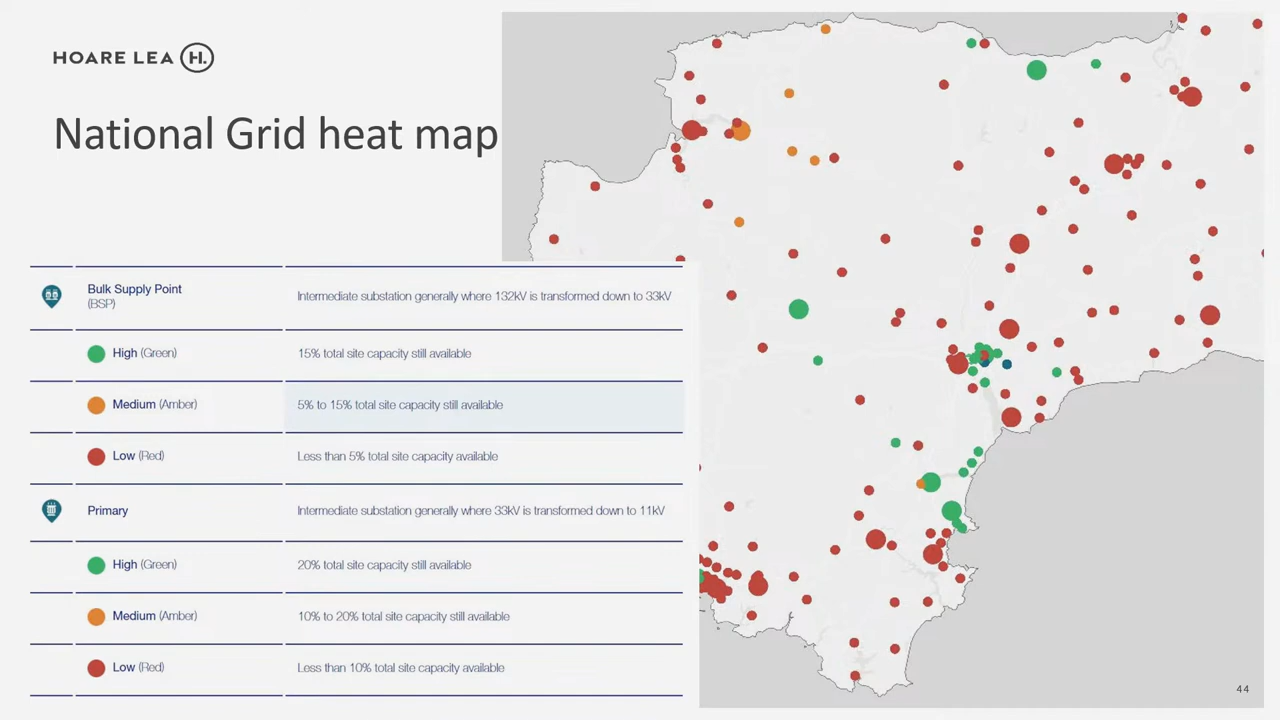 HOARE LEA H.
National Grid heat map
Bulk Supply Point
(BSP)
Intermediate substation generally where 132kV is transformed down to 33kV
High (Green)
15% total site capacity still available
Medium (Amber)
5% to 15% total site capacity still available
Low (Red)
Less than 5% total site capacity available
Primary
Intermediate substation generally where 33kV is transformed down to 11kV
High (Green)
20% total site capacity still available
Medium (Amber)
10% to 20% total site capacity still available
Low (Red)
Less than 10% total site capacity available
44